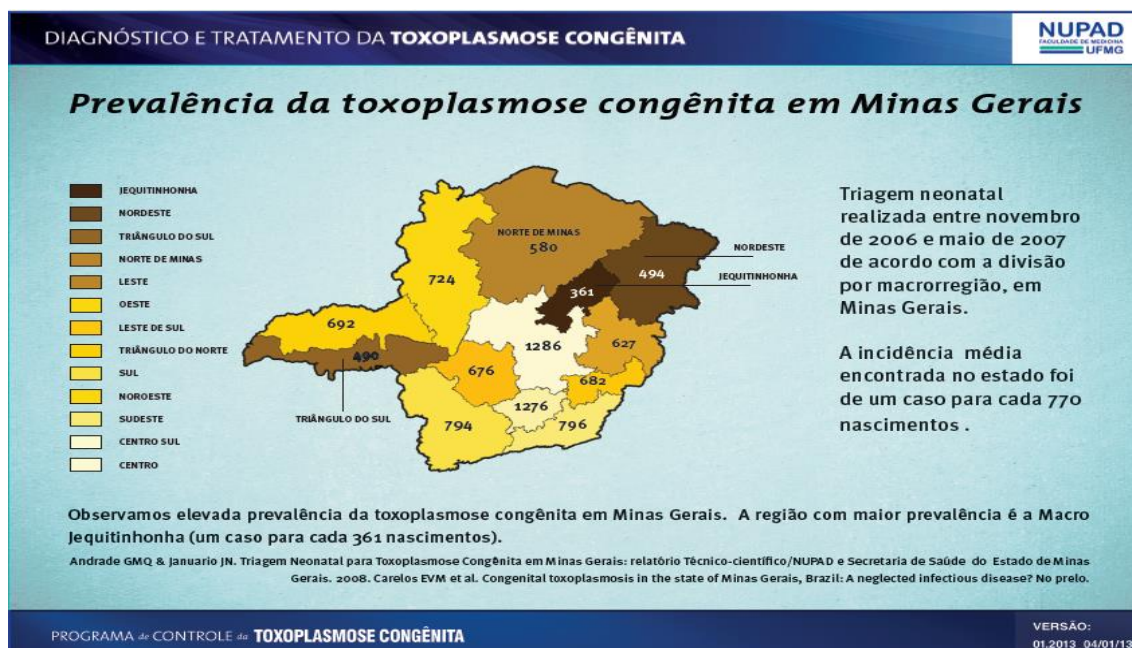 DIAGNÓSTICO E TRATAMENTO DA TOXOPLASMOSE CONGÊNITA
NUPAD
FACULDADE DE MEDICINA
UFMG
Prevalência da toxoplasmose congênita em Minas Gerais
JEQUITINHONHA
NORDESTE
TRIÂNGULO DO SUL
NORTE DE MINAS
LESTE
OESTE
LESTE DE SUL
TRIÂNGULO DO NORTE
SUL
NOROESTE
SUDESTE
CENTRO SUL
CENTRO
NORTE DE MINAS
580
NORDESTE
494
JEQUITINHONHA
361
724
692
490
1286
627
676
682
1276
TRIÂNGULO DO SUL
794
796
Triagem neonatal
realizada entre novembro
de 2006 e maio de 2007
de acordo com a divisão
por macrorregião, em
Minas Gerais.
A incidência média
encontrada no estado foi
de um caso para cada 770
nascimentos .
Observamos elevada prevalência da toxoplasmose congênita em Minas Gerais. A região com maior prevalência é a Macro
Jequitinhonha (um caso para cada 361 nascimentos).
Andrade GMQ & Januario JN. Triagem Neonatal para Toxoplasmose Congênita em Minas Gerais: relatório Técnico-científico/NUPAD e Secretaria de Saúde do Estado de Minas
Gerais. 2008. Carelos EVM et al. Congenital toxoplasmosis in the state of Minas Gerais, Brazil: A neglected infectious disease? No prelo.
PROGRAMA de CONTROLE da TOXOPLASMOSE CONGÊNITA
VERSÃO:
01.2013 04/01/13